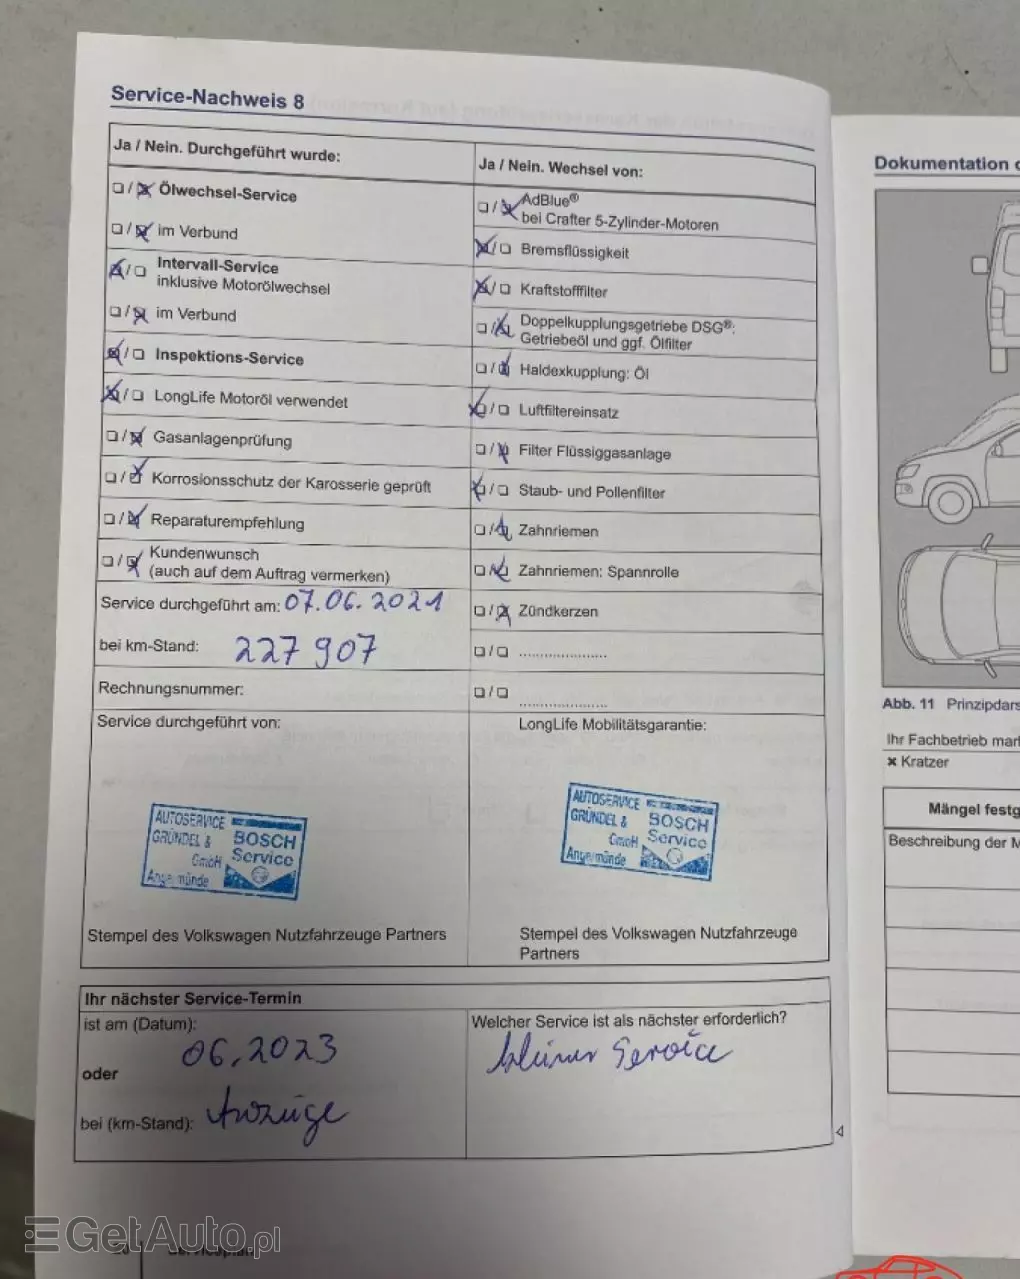 Service-Nachweis 8
Ja / Nein. Durchgeführt wurde:
☐/☒ Ölwechsel-Service
☐/☒ im Verbund
☒/☐ Intervall-Service
inklusive Motorölwechsel
☐/☒ im Verbund
☒/☐ Inspektions-Service
☒/☐ LongLife Motoröl verwendet
☐/☒ Gasanlagenprüfung
☐/☒ Korrosionsschutz der Karosserie geprüft
☐/☒ Reparaturempfehlung
☐/☒ Kundenwunsch
(auch auf dem Auftrag vermerken)
Service durchgeführt am: 07.06.2021
bei km-Stand: 227 907
Rechnungsnummer:
Service durchgeführt von:
AUTOSERVICE
GRÜNDEL & BOSCH
GmbH Service
Angermünde
Stempel des Volkswagen Nutzfahrzeuge Partners
Ja / Nein. Wechsel von:
☐/☒ AdBlue®
bei Crafter 5-Zylinder-Motoren
☒/☐ Bremsflüssigkeit
☒/☐ Kraftstofffilter
☐/☒ Doppelkupplungsgetriebe DSG®:
Getriebeöl und ggf. Ölfilter
☐/☒ Haldexkupplung: Öl
☒/☐ Luftfiltereinsatz
☐/☒ Filter Flüssiggasanlage
☒/☐ Staub- und Pollenfilter
☐/☒ Zahnriemen
☐/☒ Zahnriemen: Spannrolle
☐/☒ Zündkerzen
☐/☐ .....................
☐/☐ .....................
LongLife Mobilitätsgarantie:
AUTOSERVICE
GRÜNDEL & BOSCH
GmbH Service
Angermünde
Stempel des Volkswagen Nutzfahrzeuge
Partners
Ihr nächster Service-Termin
ist am (Datum):
06.2023
oder
bei (km-Stand): Anzeige
Welcher Service ist als nächster erforderlich?
kleiner Service
Dokumentation
Abb. 11 Prinzipdars
Ihr Fachbetrieb mar
✖ Kratzer
Mängel festg
Beschreibung der M
GetAuto.pl